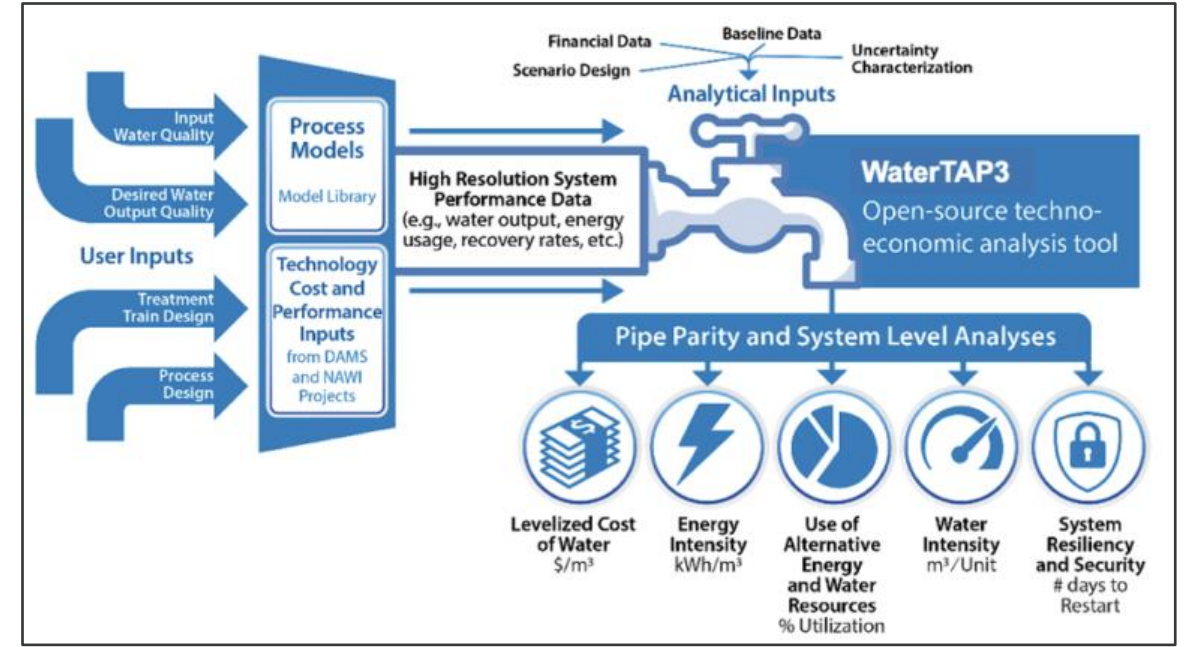 Financial Data
Baseline Data
Scenario Design
Uncertainty
Characterization
Analytical Inputs
Input
Water Quality
Desired Water
Output Quality
User Inputs
Treatment
Train Design
Process
Design
Process
Models
Model Library
Technology
Cost and
Performance
Inputs
from DAMS
and NAWI
Projects
High Resolution System
Performance Data
(e.g., water output, energy
usage, recovery rates, etc.)
WaterTAP3
Open-source techno-
economic analysis tool
Pipe Parity and System Level Analyses
$
Levelized Cost
of Water
$/m³
Energy
Intensity
kWh/m³
Use of
Alternative
Energy
and Water
Resources
% Utilization
Water
Intensity
m³/Unit
System
Resiliency
and Security
# days to
Restart